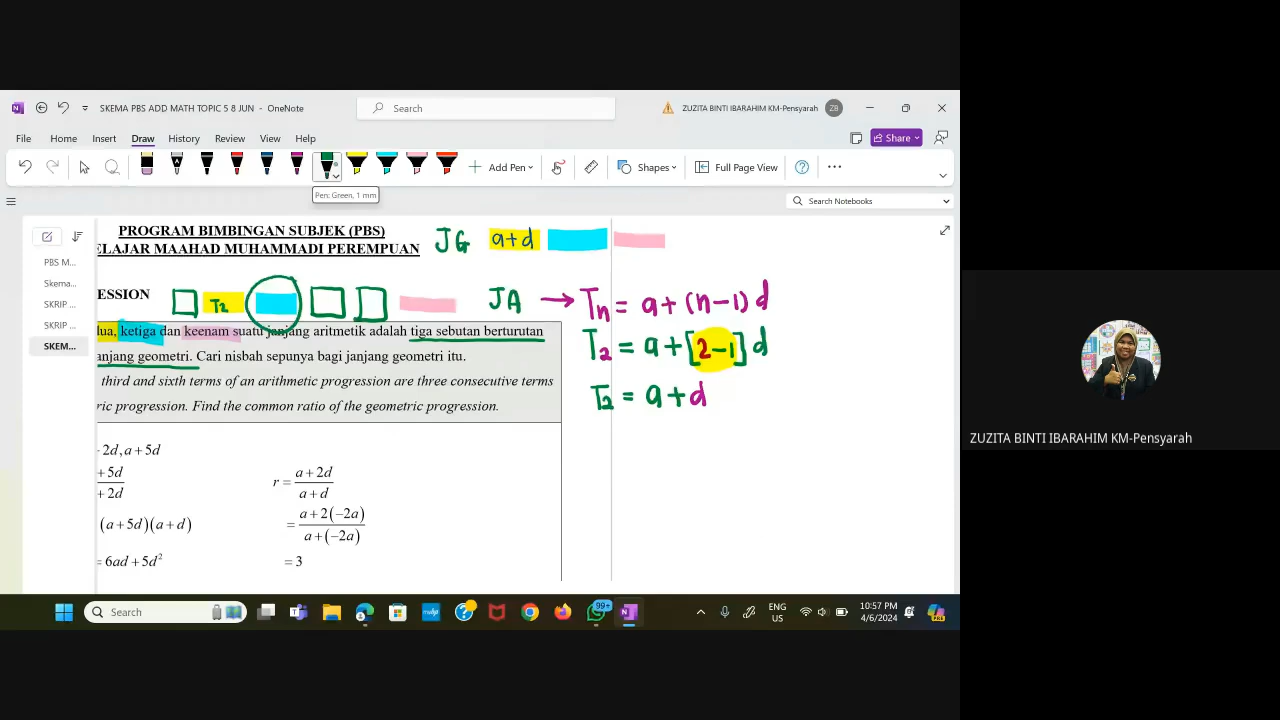 SKEMA PBS ADD MATH TOPIC 5 8 JUN - OneNote
Search
ZUZITA BINTI IBARAHIM KM-Pensyarah
ZB
File Home Insert Draw History Review View Help
Share
Add Pen
Shapes
Full Page View
Pen: Green, 1 mm
Search Notebooks
PBS M...
Skema...
SKRIP ...
SKRIP ...
SKEM...
PROGRAM BIMBINGAN SUBJEK (PBS)
ELAJAR MAAHAD MUHAMMADI PEREMPUAN
JG a+d
ESSION
T2
JA → Tn = a + (n-1) d
dua, ketiga dan keenam suatu janjang aritmetik adalah tiga sebutan berturutan
anjang geometri. Cari nisbah sepunya bagi janjang geometri itu.
third and sixth terms of an arithmetic progression are three consecutive terms
ric progression. Find the common ratio of the geometric progression.
T2 = a + [2-1] d
T2 = a + d
2d, a + 5d
+ 5d
+ 2d
(a + 5d)(a + d)
= 6ad + 5d²
r = (a + 2d)/(a + d)
= (a + 2(−2a))/(a + (−2a))
= 3
ZUZITA BINTI IBARAHIM KM-Pensyarah
Search
99+
ENG
US
10:57 PM
4/6/2024